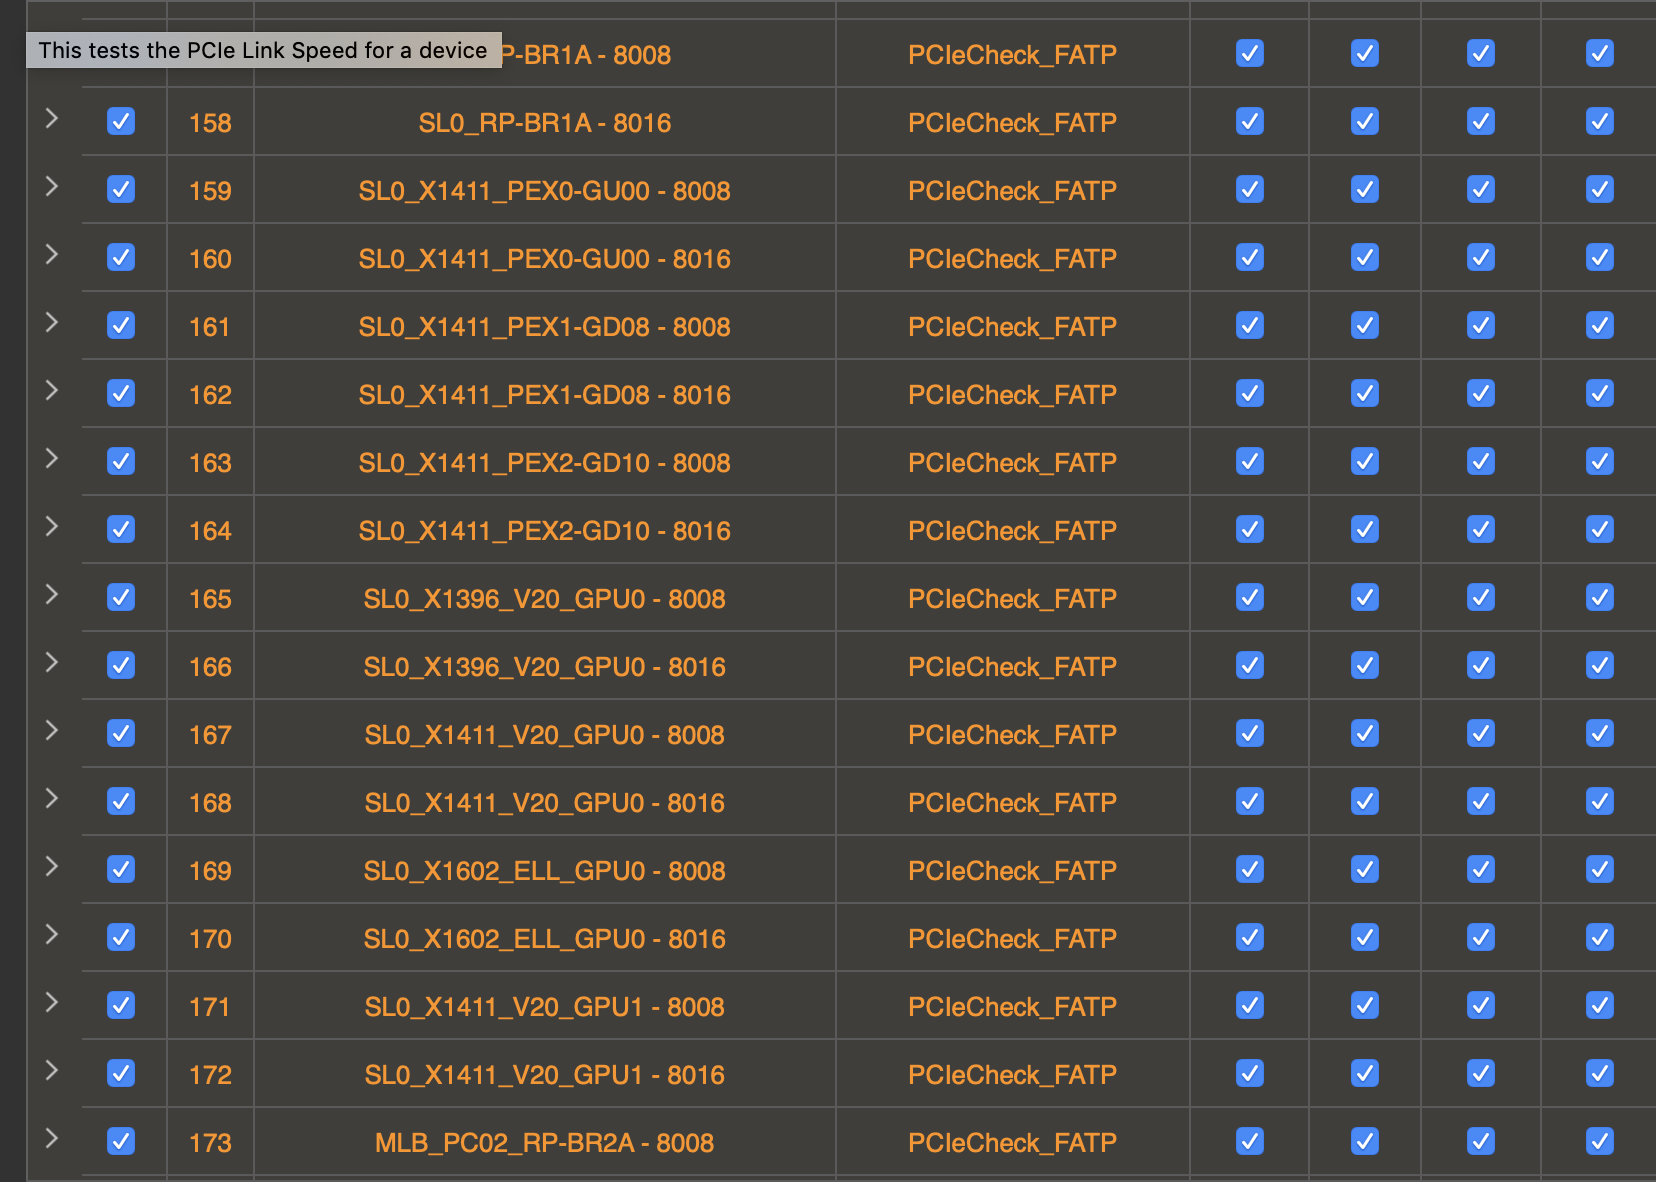 This tests the PCIe Link Speed for a device P-BR1A - 8008 PCIeCheck_FATP
158 SL0_RP-BR1A - 8016 PCIeCheck_FATP
159 SL0_X1411_PEX0-GU00 - 8008 PCIeCheck_FATP
160 SL0_X1411_PEX0-GU00 - 8016 PCIeCheck_FATP
161 SL0_X1411_PEX1-GD08 - 8008 PCIeCheck_FATP
162 SL0_X1411_PEX1-GD08 - 8016 PCIeCheck_FATP
163 SL0_X1411_PEX2-GD10 - 8008 PCIeCheck_FATP
164 SL0_X1411_PEX2-GD10 - 8016 PCIeCheck_FATP
165 SL0_X1396_V20_GPU0 - 8008 PCIeCheck_FATP
166 SL0_X1396_V20_GPU0 - 8016 PCIeCheck_FATP
167 SL0_X1411_V20_GPU0 - 8008 PCIeCheck_FATP
168 SL0_X1411_V20_GPU0 - 8016 PCIeCheck_FATP
169 SL0_X1602_ELL_GPU0 - 8008 PCIeCheck_FATP
170 SL0_X1602_ELL_GPU0 - 8016 PCIeCheck_FATP
171 SL0_X1411_V20_GPU1 - 8008 PCIeCheck_FATP
172 SL0_X1411_V20_GPU1 - 8016 PCIeCheck_FATP
173 MLB_PC02_RP-BR2A - 8008 PCIeCheck_FATP